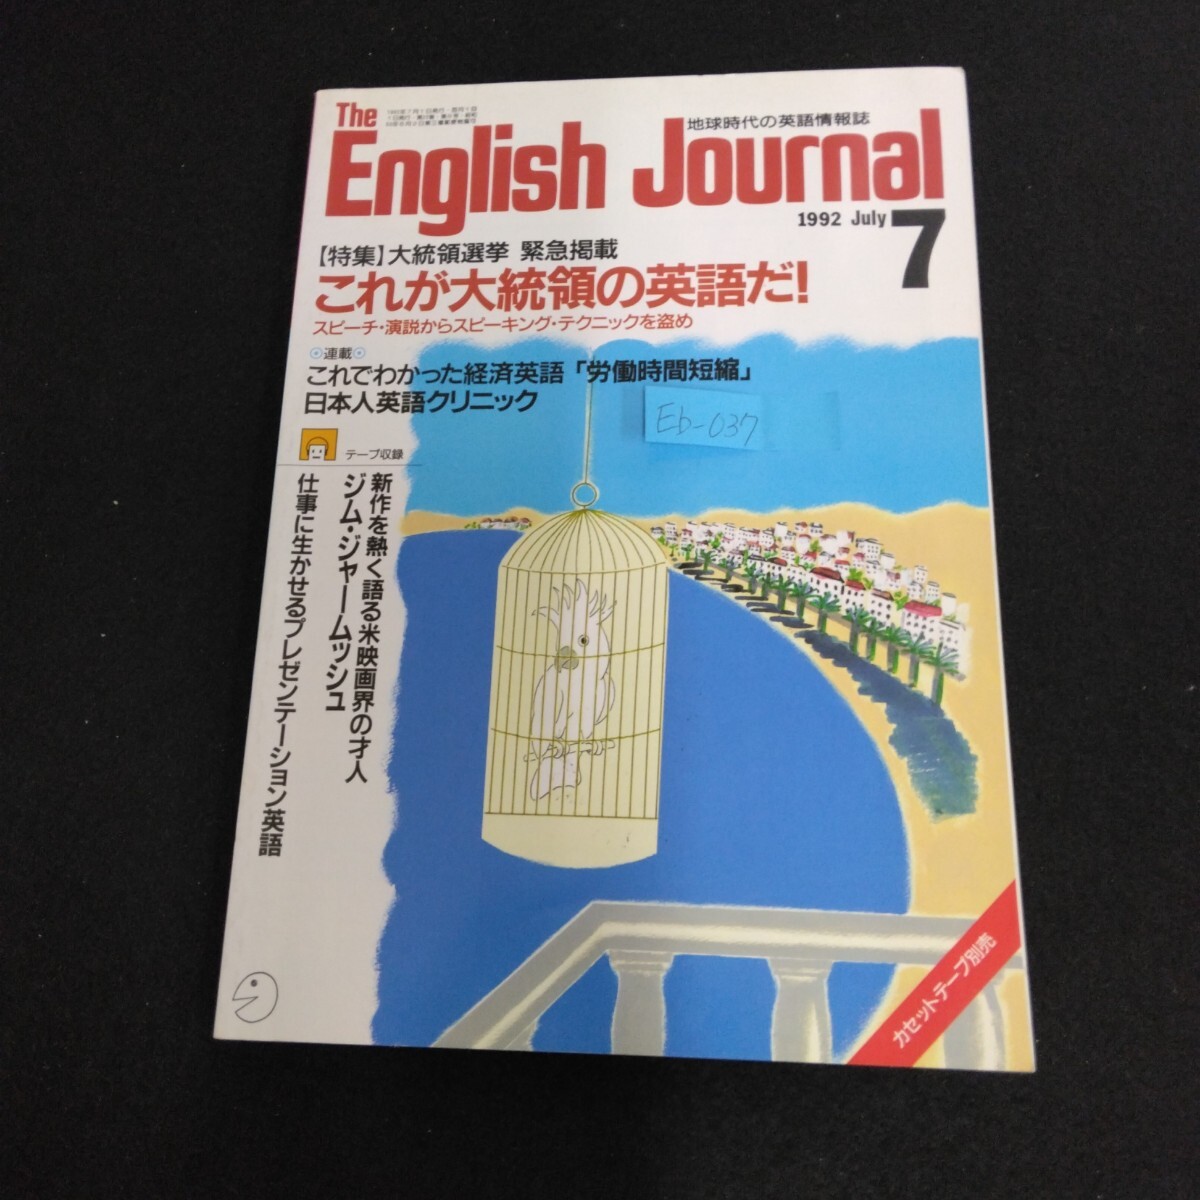 The
English Journal
地球時代の英語情報誌
1992 July 7
【特集】大統領選挙 緊急掲載
これが大統領の英語だ!
スピーチ・演説からスピーキング・テクニックを盗め
◎連載◎
これでわかった経済英語「労働時間短縮」
日本人英語クリニック
Eb-037
テープ収録
新作を熱く語る米映画界の才人
ジム・ジャームッシュ
仕事に生かせるプレゼンテーション英語
カセットテープ別売